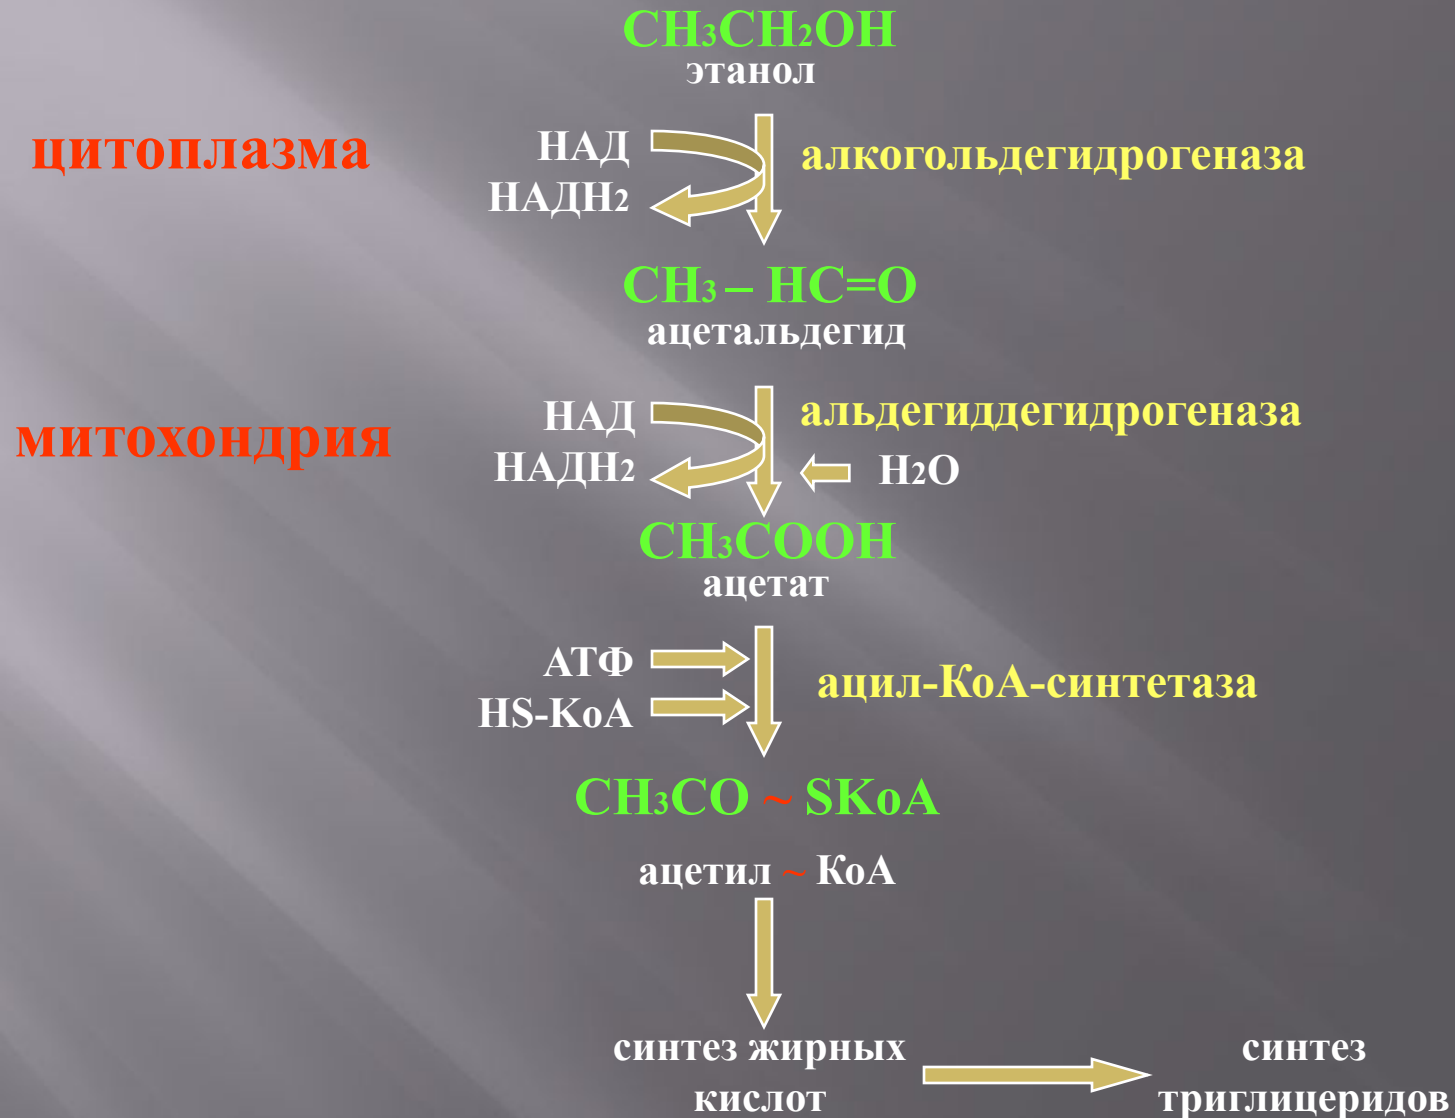 CH3CH2OH
этанол
цитоплазма
НАД
НАДН2
алкогольдегидрогеназа
CH3 – HC=O
ацетальдегид
митохондрия
НАД
НАДН2
альдегиддегидрогеназа
H2O
CH3COOH
ацетат
АТФ
HS-KoA
ацил-КоА-синтетаза
CH3CO ~ SKoA
ацетил ~ КоА
синтез жирных
кислот
синтез
триглицеридов